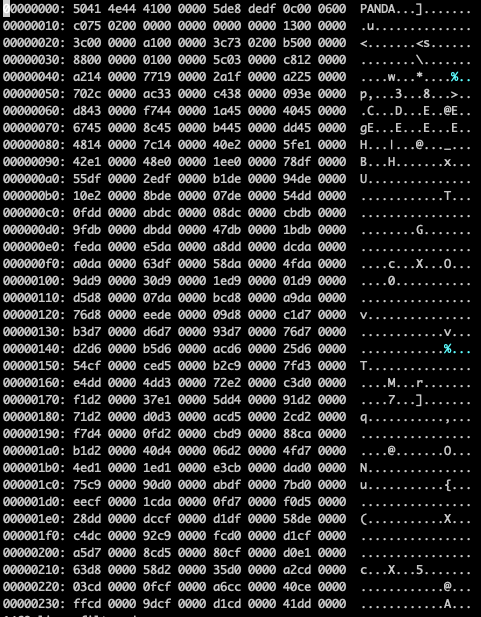 00000000: 5041 4e44 4100 0000 5de8 dedf 0c00 0600  PANDA...].......
00000010: c075 0200 0000 0000 0000 0000 1300 0000  .u..............
00000020: 3c00 0000 a100 0000 3c73 0200 b500 0000  <.......<s......
00000030: 8800 0000 0100 0000 5c03 0000 c812 0000  ........\.......
00000040: a214 0000 7719 0000 2a1f 0000 a225 0000  ....w...*....%..
00000050: 702c 0000 ac33 0000 c438 0000 093e 0000  p,...3...8...>..
00000060: d843 0000 f744 0000 1a45 0000 4045 0000  .C...D...E..@E..
00000070: 6745 0000 8c45 0000 b445 0000 dd45 0000  gE...E...E...E..
00000080: 4814 0000 7c14 0000 40e2 0000 5fe1 0000  H...|...@..._...
00000090: 42e1 0000 48e0 0000 1ee0 0000 78df 0000  B...H.......x...
000000a0: 55df 0000 2edf 0000 b1de 0000 94de 0000  U...............
000000b0: 10e2 0000 8bde 0000 07de 0000 54dd 0000  ............T...
000000c0: 0fdd 0000 abdc 0000 08dc 0000 cbdb 0000  ................
000000d0: 9fdb 0000 dbdd 0000 47db 0000 1bdb 0000  ........G.......
000000e0: feda 0000 e5da 0000 a8dd 0000 dcda 0000  ................
000000f0: a0da 0000 63df 0000 58da 0000 4fda 0000  ....c...X...O...
00000100: 9dd9 0000 30d9 0000 1ed9 0000 01d9 0000  ....0...........
00000110: d5d8 0000 07da 0000 bcd8 0000 a9da 0000  ................
00000120: 76d8 0000 eede 0000 09d8 0000 c1d7 0000  v...............
00000130: b3d7 0000 d6d7 0000 93d7 0000 76d7 0000  ............v...
00000140: d2d6 0000 b5d6 0000 acd6 0000 25d6 0000  ............%...
00000150: 54cf 0000 ced5 0000 b2c9 0000 7fd3 0000  T...............
00000160: e4dd 0000 4dd3 0000 72e2 0000 c3d0 0000  ....M...r.......
00000170: f1d2 0000 37e1 0000 5dd4 0000 91d2 0000  ....7...].......
00000180: 71d2 0000 d0d3 0000 acd5 0000 2cd2 0000  q...........,...
00000190: f7d4 0000 0fd2 0000 cbd9 0000 88ca 0000  ................
000001a0: b1d2 0000 40d4 0000 06d2 0000 4fd7 0000  ....@.......O...
000001b0: 4ed1 0000 1ed1 0000 e3cb 0000 dad0 0000  N...............
000001c0: 75c9 0000 90d0 0000 abdf 0000 7bd0 0000  u...........{...
000001d0: eecf 0000 1cda 0000 0fd7 0000 f0d5 0000  ................
000001e0: 28dd 0000 dccf 0000 d1df 0000 58de 0000  (...........X...
000001f0: c4dc 0000 92c9 0000 fcd0 0000 d1cf 0000  ................
00000200: a5d7 0000 8cd5 0000 80cf 0000 d0e1 0000  ................
00000210: 63d8 0000 58d2 0000 35d0 0000 a2cd 0000  c...X...5.......
00000220: 03cd 0000 0fcf 0000 a6cc 0000 40ce 0000  ............@...
00000230: ffcd 0000 9dcf 0000 d1cd 0000 41dd 0000  ............A...